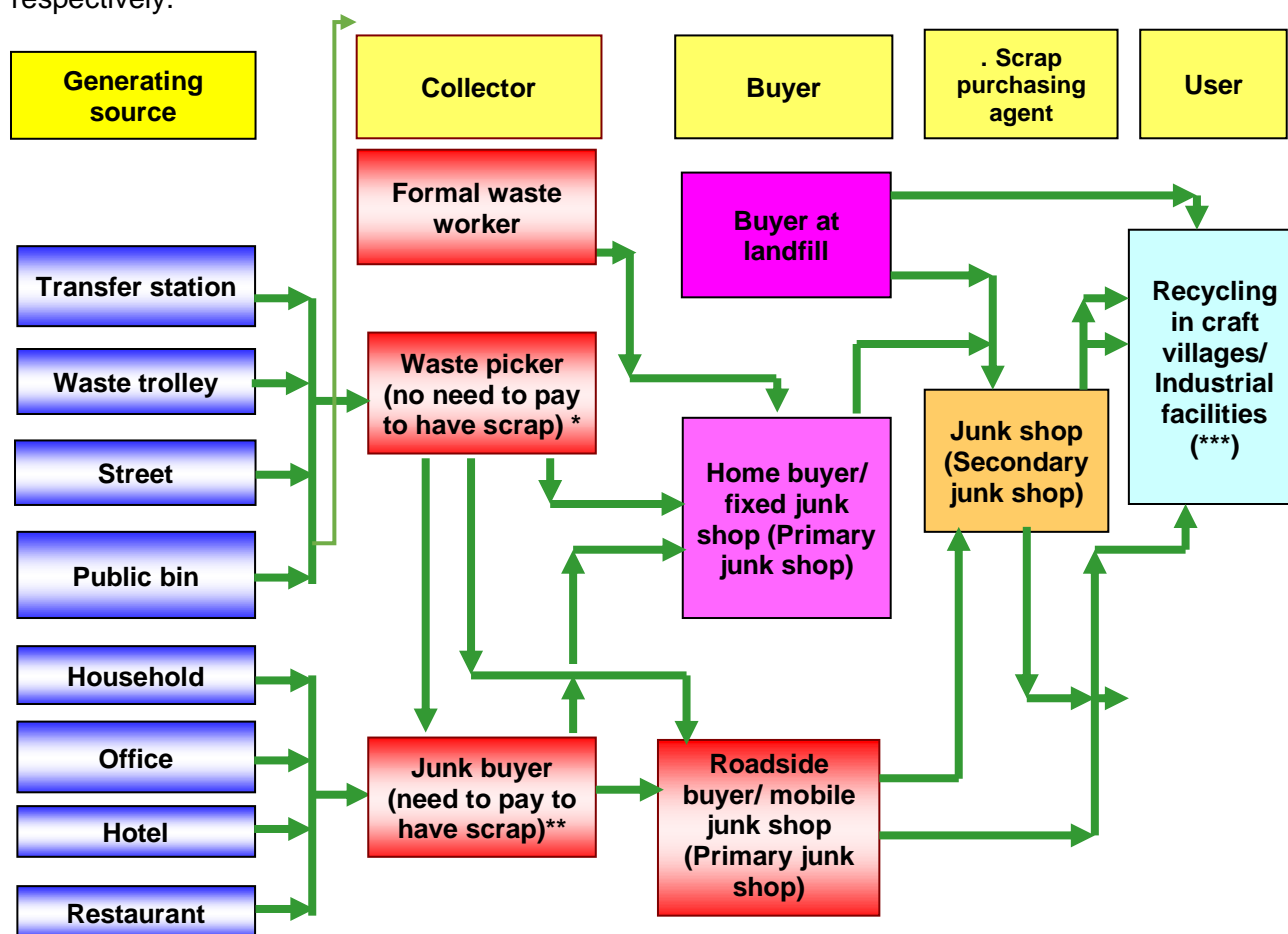 respectively.
Generating
source
Collector
Buyer
. Scrap
purchasing
agent
User
Formal waste
worker
Buyer at
landfill
Transfer station
Waste trolley
Street
Public bin
Waste picker
(no need to pay
to have scrap) *
Home buyer/
fixed junk
shop (Primary
junk shop)
Junk shop
(Secondary
junk shop)
Recycling
in craft
villages/
Industrial
facilities
(***)
Household
Office
Hotel
Restaurant
Junk buyer
(need to pay to
have scrap)**
Roadside
buyer/ mobile
junk shop
(Primary junk
shop)